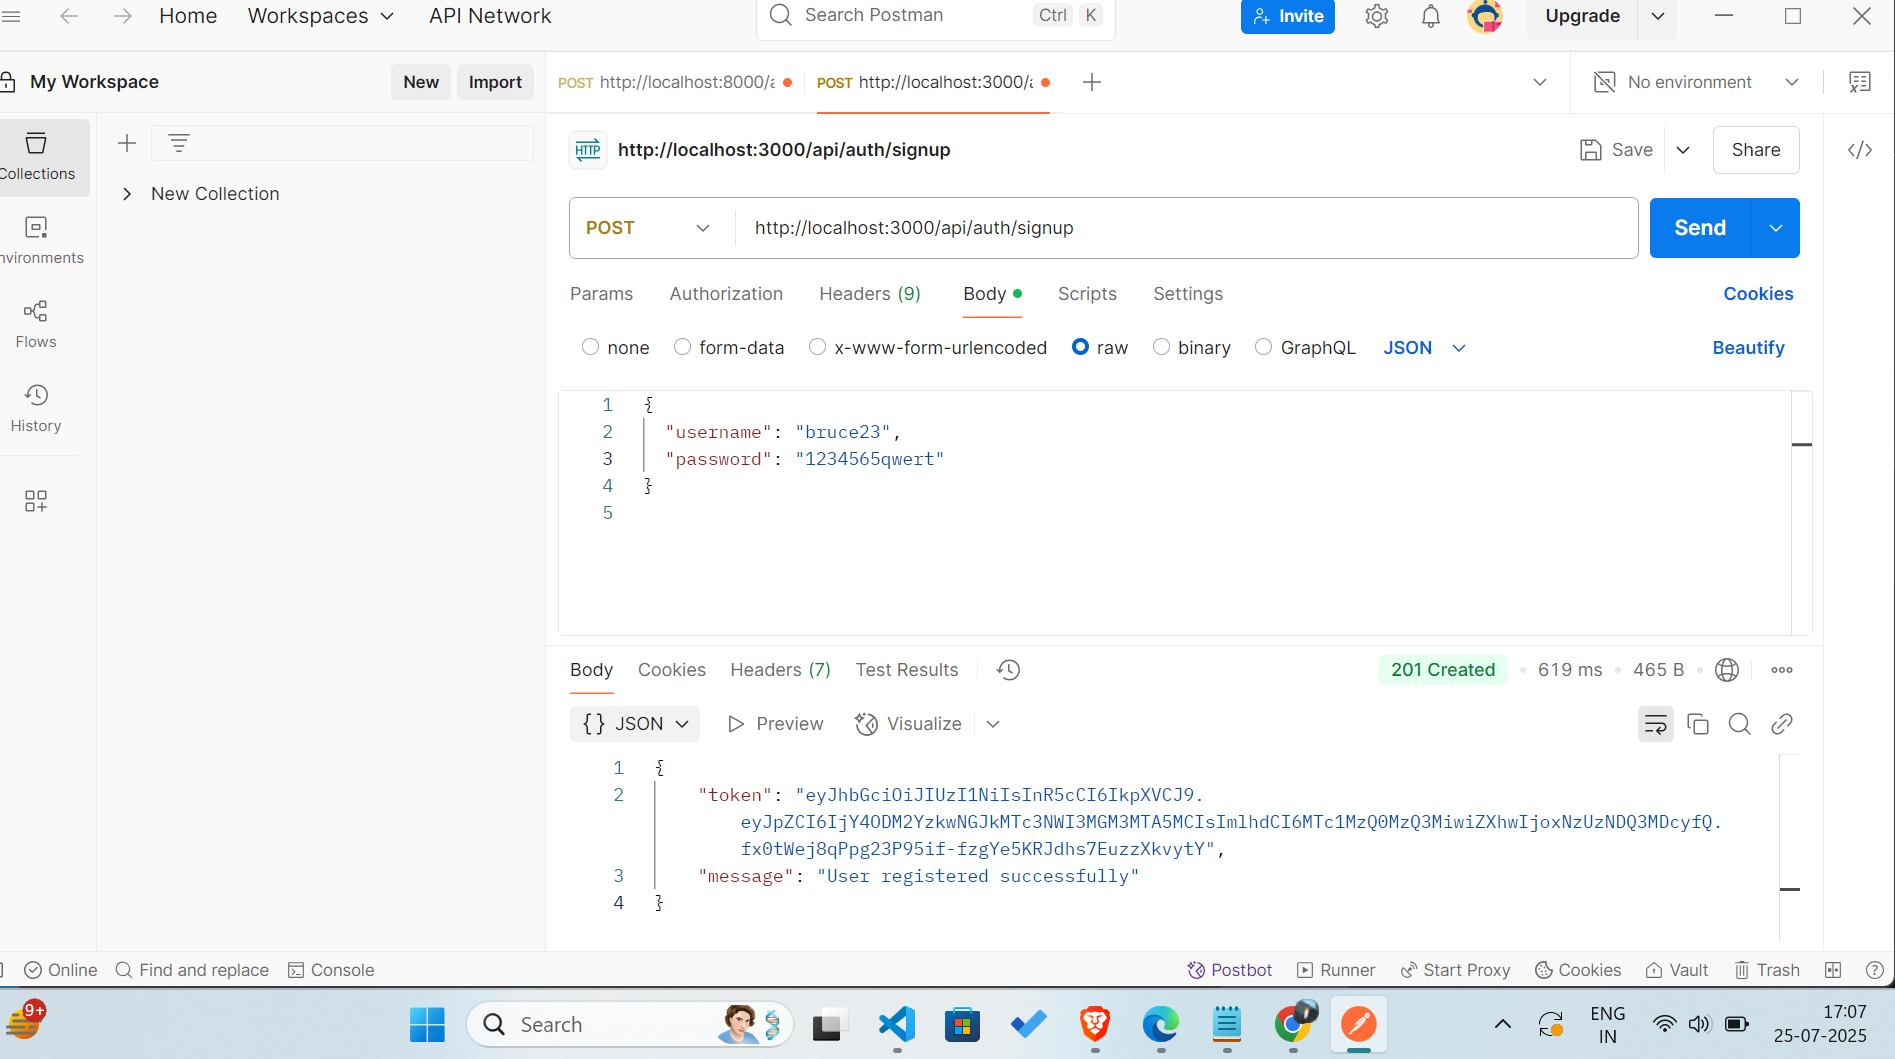 Home
Workspaces
API Network
Search Postman
Ctrl K
Invite
Upgrade
My Workspace
New
Import
POST http://localhost:8000/a
POST http://localhost:3000/a
No environment
Collections
nvironments
Flows
History
New Collection
HTTP
http://localhost:3000/api/auth/signup
Save
Share
POST
http://localhost:3000/api/auth/signup
Send
Params
Authorization
Headers (9)
Body
Scripts
Settings
Cookies
none
form-data
x-www-form-urlencoded
raw
binary
GraphQL
JSON
Beautify
1 {
2 "username": "bruce23",
3 "password": "1234565qwert"
4 }
5
Body
Cookies
Headers (7)
Test Results
201 Created
619 ms
465 B
{} JSON
Preview
Visualize
1 {
2 "token": "eyJhbGciOiJIUzI1NiIsInR5cCI6IkpXVCJ9.
eyJpZCI6IjY4ODM2YzkwNGJkMTc3NWI3MGM3MTA5MCIsImlhdCI6MTc1MzQ0MzQ3MiwiZXhwIjoxNzUzNDQ3MDcyfQ.
fx0tWej8qPpg23P95if-fzgYe5KRJdhs7EuzzXkvytY",
3 "message": "User registered successfully"
4 }
Online
Find and replace
Console
Postbot
Runner
Start Proxy
Cookies
Vault
Trash
9+
Search
ENG
IN
17:07
25-07-2025